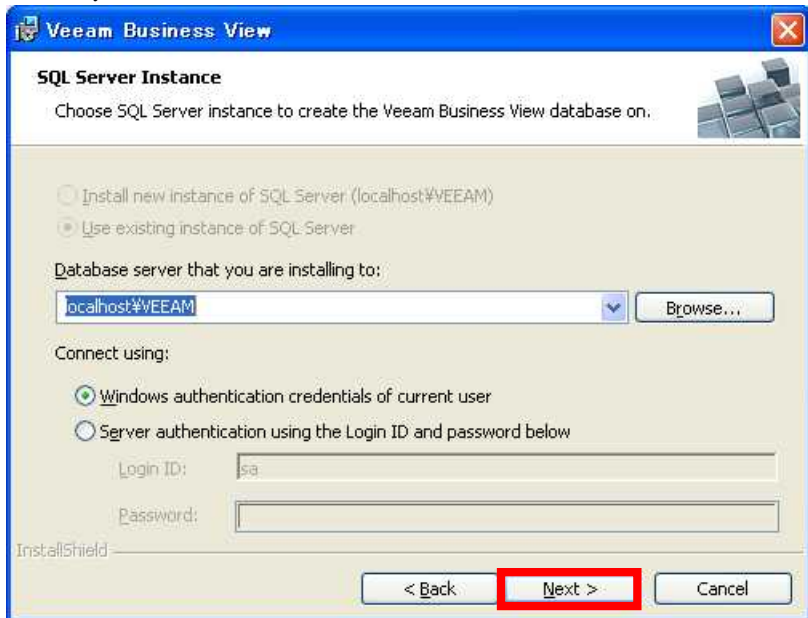 Veeam Business View
SQL Server Instance
Choose SQL Server instance to create the Veeam Business View database on.
Install new instance of SQL Server (localhost¥VEEAM)
Use existing instance of SQL Server
Database server that you are installing to:
localhost¥VEEAM
Browse...
Connect using:
Windows authentication credentials of current user
Server authentication using the Login ID and password below
Login ID:
sa
Password:
InstallShield
< Back
Next >
Cancel